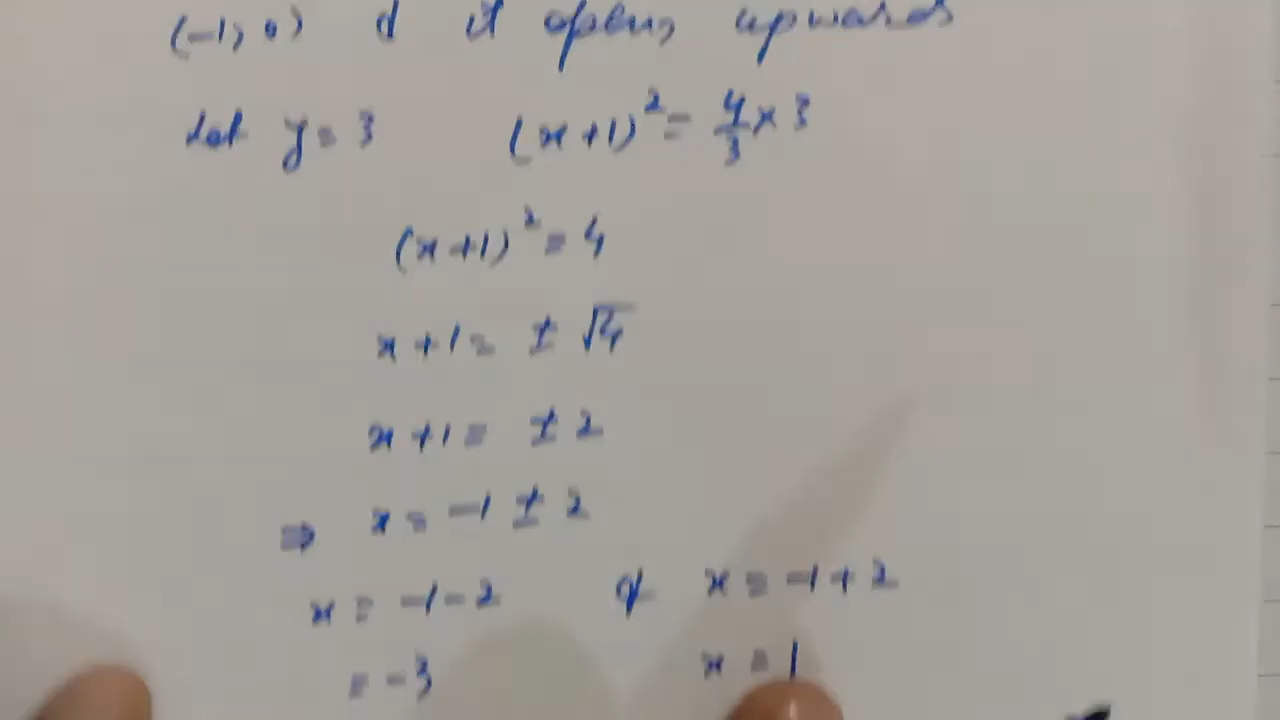 (-1, 0) & it opens upwards
Let y = 3 (x+1)² = 4/3 × 3
(x+1)² = 4
x+1 = ± √4
x+1 = ± 2
⇒ x = -1 ± 2
x = -1-2 & x = -1+2
= -3 x = 1